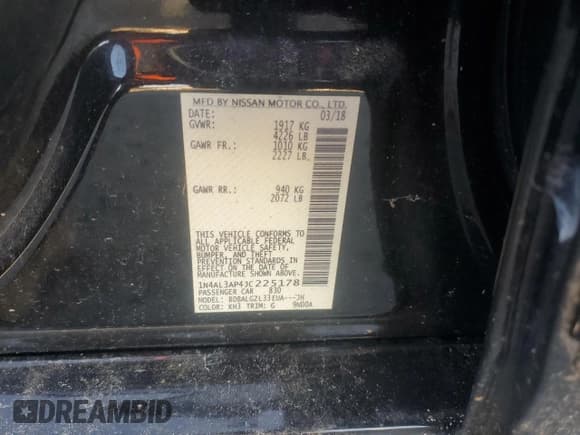 MFD BY NISSAN MOTOR CO., LTD.
DATE: 03/18
GVWR: 1917 KG
4226 LB
GAWR FR.: 1010 KG
2227 LB
GAWR RR.: 940 KG
2072 LB
THIS VEHICLE CONFORMS TO
ALL APPLICABLE FEDERAL
MOTOR VEHICLE SAFETY,
BUMPER, AND THEFT
PREVENTION STANDARDS IN
EFFECT ON THE DATE OF
MANUFACTURE SHOWN ABOVE.
1N4AL3AP4JC225178
PASSENGER CAR 830
MODEL:
COLOR: KH3 TRIM: G
DREAMBID